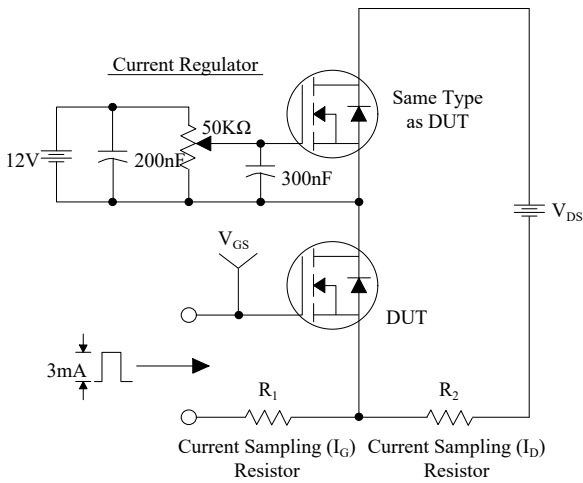 Current Regulator
Same Type
as DUT
50KΩ
12V
200nF
300nF
VDS
VGS
DUT
3mA
R1
R2
Current Sampling (IG)
Resistor
Current Sampling (ID)
Resistor